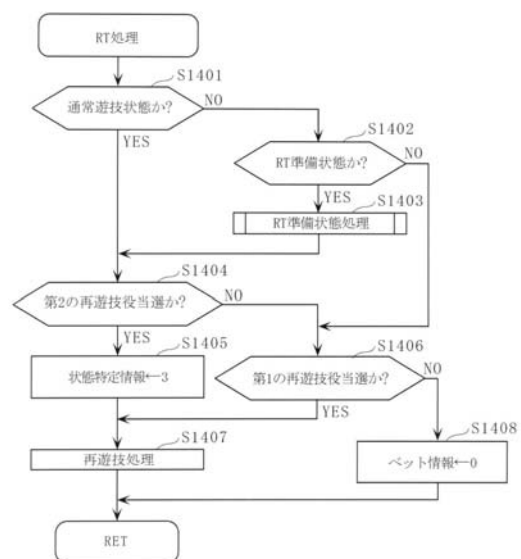 RT処理
S1401
通常遊技状態か?
NO
YES
S1402
RT準備状態か?
NO
YES
S1403
RT準備状態処理
S1404
第2の再遊技役当選か?
NO
YES
S1405
状態特定情報←3
S1406
第1の再遊技役当選か?
NO
YES
S1407
再遊技処理
S1408
ベット情報←0
RET